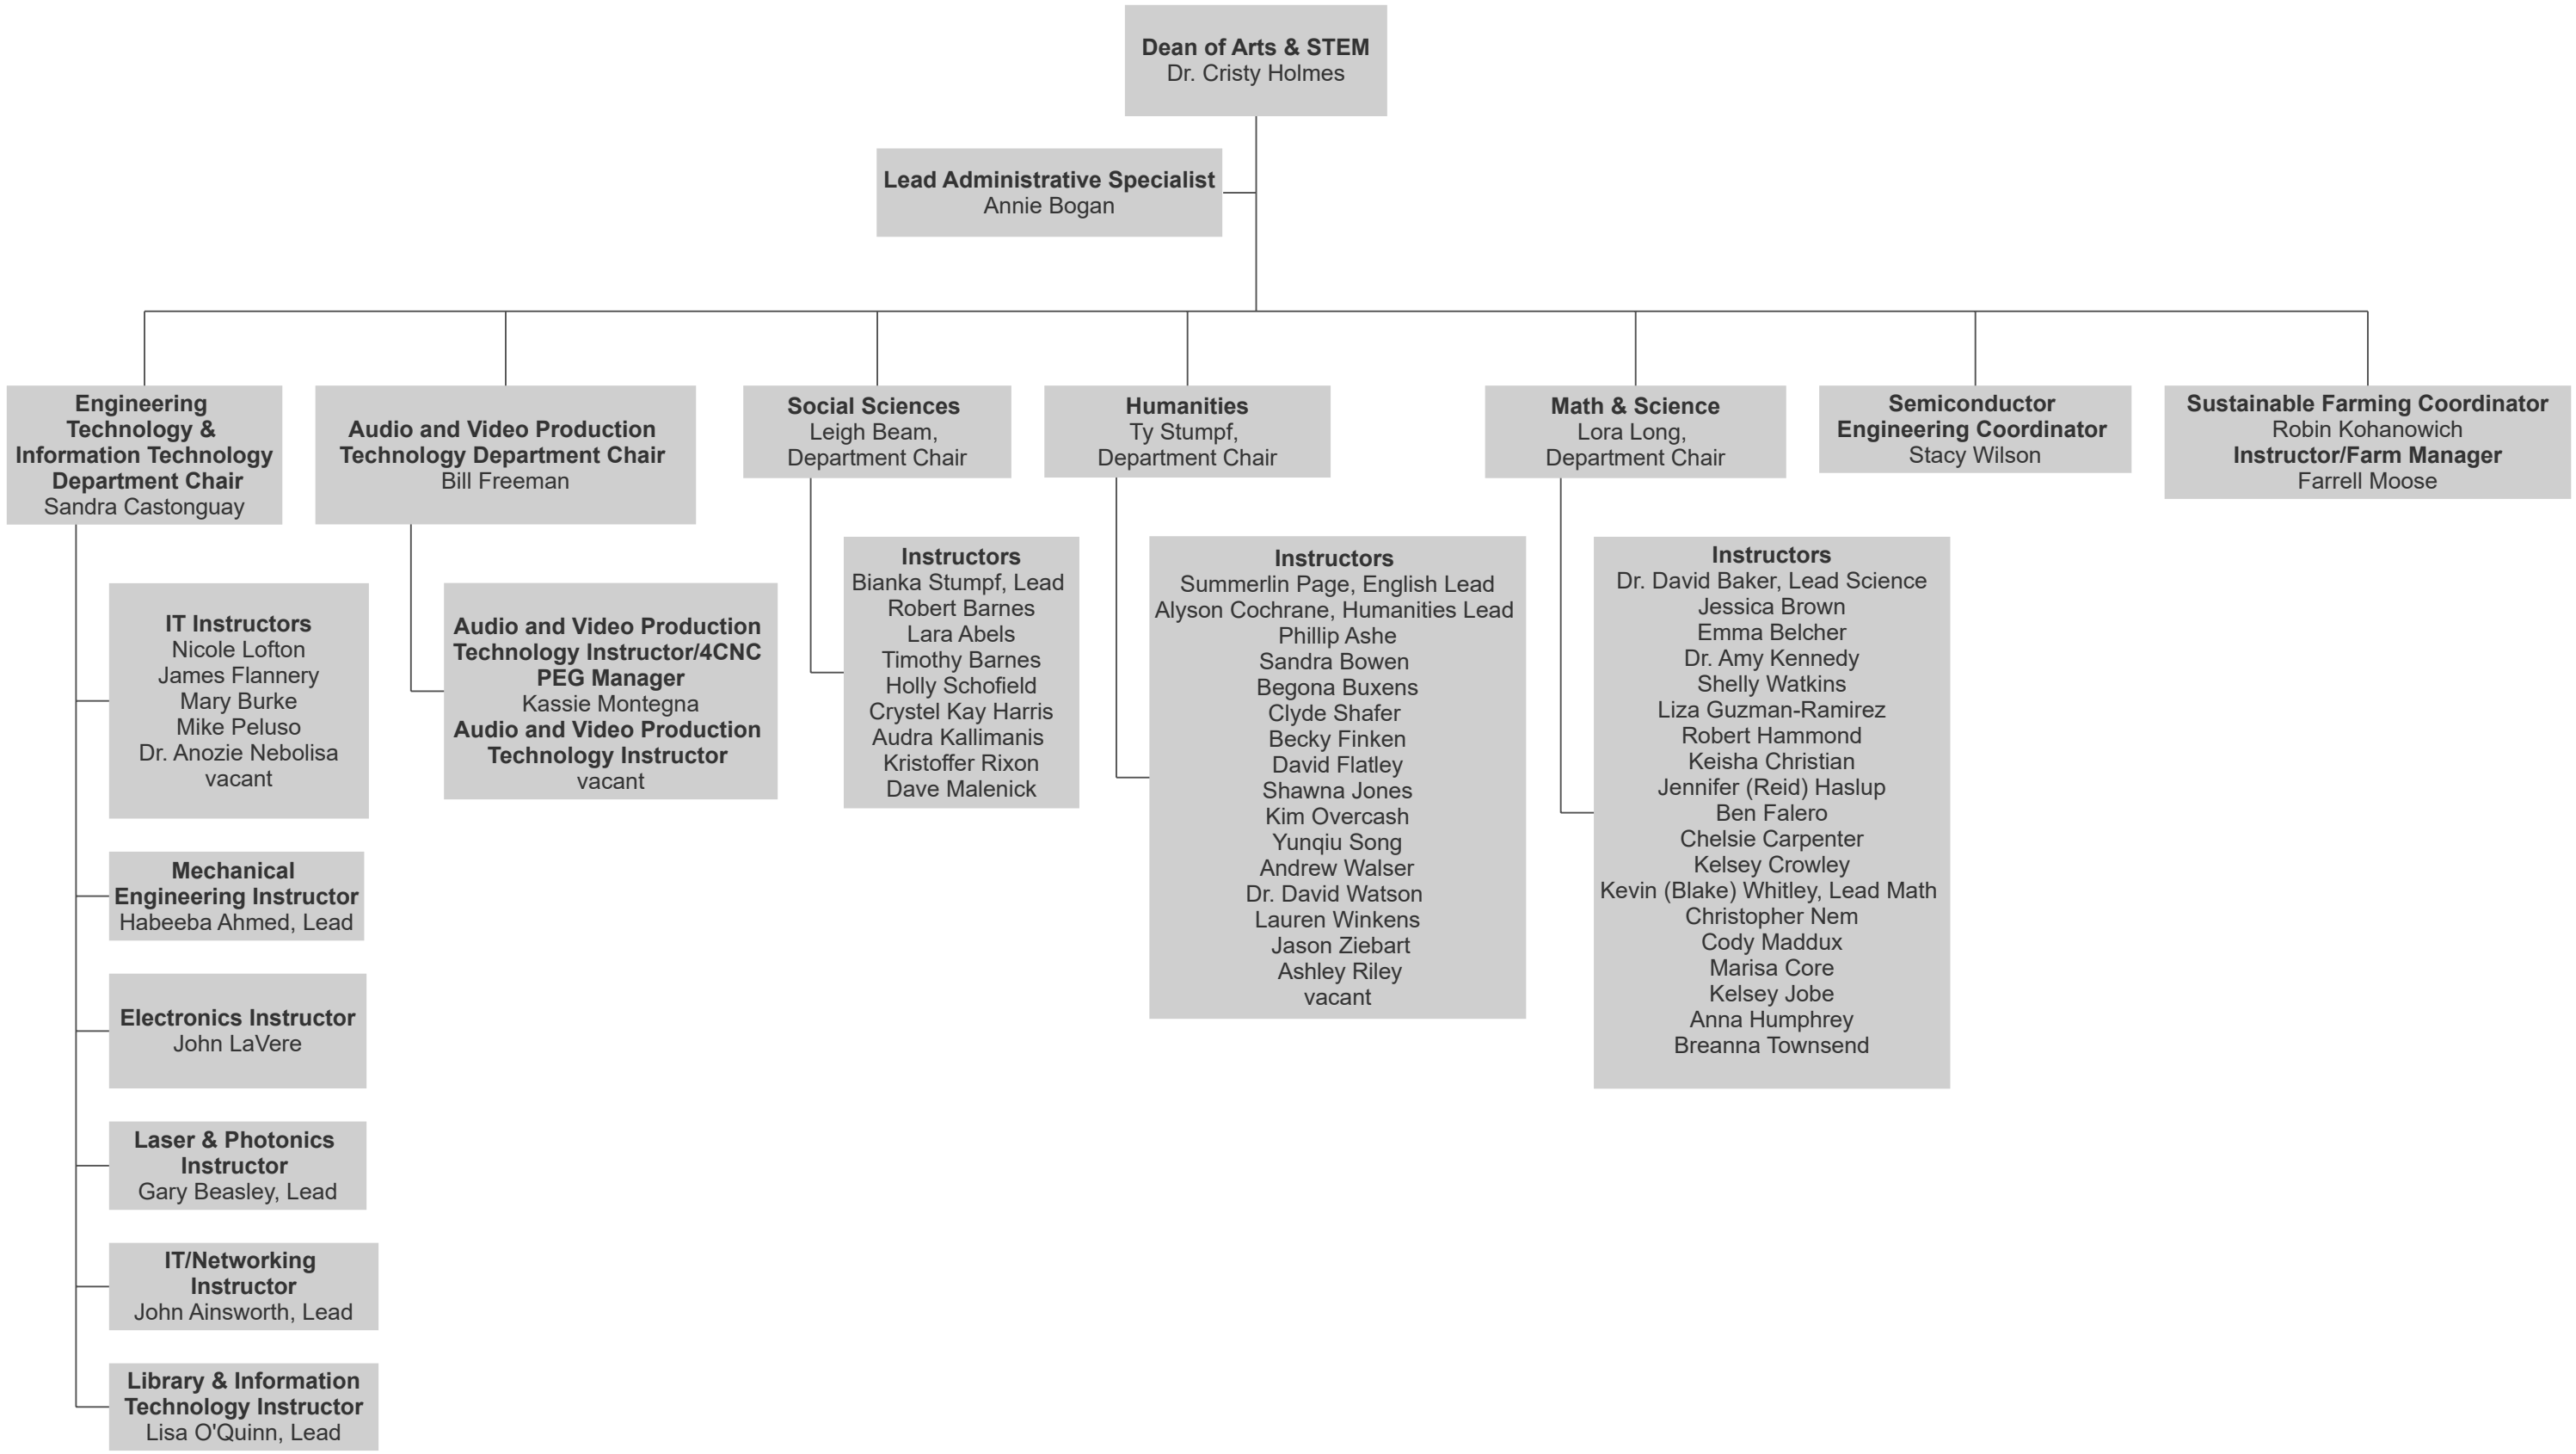 Dean of Arts & STEM
Dr. Cristy Holmes
Lead Administrative Specialist
Annie Bogan
Engineering
Technology &
Information Technology
Department Chair
Sandra Castonguay
IT Instructors
Nicole Lofton
James Flannery
Mary Burke
Mike Peluso
Dr. Anozie Nebolisa
vacant
Mechanical
Engineering Instructor
Habeeba Ahmed, Lead
Electronics Instructor
John LaVere
Laser & Photonics
Instructor
Gary Beasley, Lead
IT/Networking
Instructor
John Ainsworth, Lead
Library & Information
Technology Instructor
Lisa O'Quinn, Lead
Audio and Video Production
Technology Department Chair
Bill Freeman
Audio and Video Production
Technology Instructor/4CNC
PEG Manager
Kassie Montegna
Audio and Video Production
Technology Instructor
vacant
Social Sciences
Leigh Beam,
Department Chair
Instructors
Bianka Stumpf, Lead
Robert Barnes
Lara Abels
Timothy Barnes
Holly Schofield
Crystel Kay Harris
Audra Kallimanis
Kristoffer Rixon
Dave Malenick
Humanities
Ty Stumpf,
Department Chair
Instructors
Summerlin Page, English Lead
Alyson Cochrane, Humanities Lead
Phillip Ashe
Sandra Bowen
Begona Buxens
Clyde Shafer
Becky Finken
David Flatley
Shawna Jones
Kim Overcash
Yunqiu Song
Andrew Walser
Dr. David Watson
Lauren Winkens
Jason Ziebart
Ashley Riley
vacant
Math & Science
Lora Long,
Department Chair
Instructors
Dr. David Baker, Lead Science
Jessica Brown
Emma Belcher
Dr. Amy Kennedy
Shelly Watkins
Liza Guzman-Ramirez
Robert Hammond
Keisha Christian
Jennifer (Reid) Haslup
Ben Falero
Chelsie Carpenter
Kelsey Crowley
Kevin (Blake) Whitley, Lead Math
Christopher Nem
Cody Maddux
Marisa Core
Kelsey Jobe
Anna Humphrey
Breanna Townsend
Semiconductor
Engineering Coordinator
Stacy Wilson
Sustainable Farming Coordinator
Robin Kohanowich
Instructor/Farm Manager
Farrell Moose